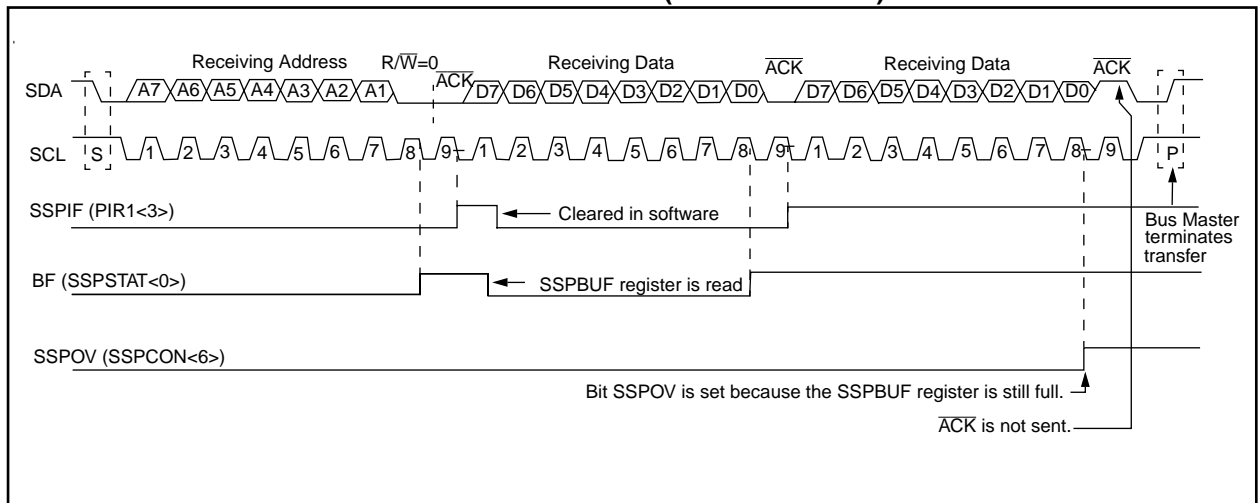 Receiving Address R/W=0 ACK Receiving Data ACK Receiving Data ACK
SDA A7 A6 A5 A4 A3 A2 A1 D7 D6 D5 D4 D3 D2 D1 D0 D7 D6 D5 D4 D3 D2 D1 D0
SCL S 1 2 3 4 5 6 7 8 9 1 2 3 4 5 6 7 8 9 1 2 3 4 5 6 7 8 9 P
SSPIF (PIR1<3>) Cleared in software
Bus Master
terminates
transfer
BF (SSPSTAT<0>) SSPBUF register is read
SSPOV (SSPCON<6>)
Bit SSPOV is set because the SSPBUF register is still full.
ACK is not sent.